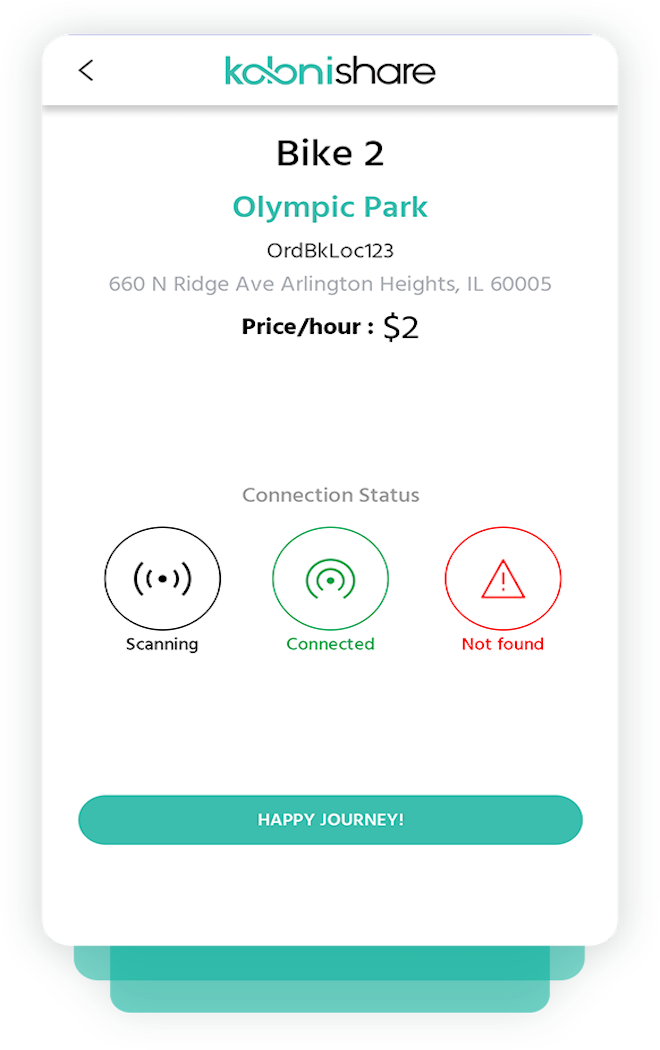 kolonishare
Bike 2
Olympic Park
OrdBkLoc123
660 N Ridge Ave Arlington Heights, IL 60005
Price/hour : $2
Connection Status
Scanning Connected Not found
HAPPY JOURNEY!